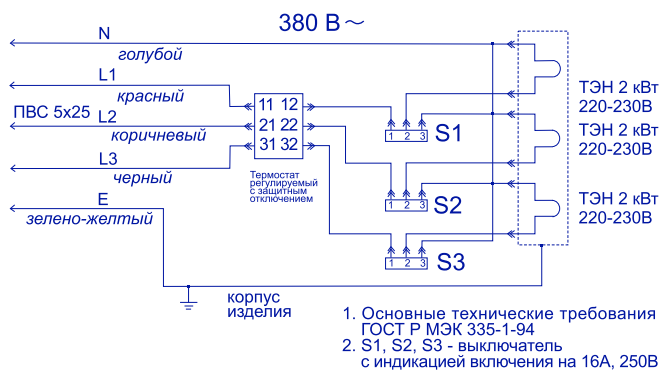 380 В~
N
голубой
L1
красный
ПВС 5х25
L2
коричневый
L3
черный
E
зелено-желтый
11 12
21 22
31 32
Термостат
регулируемый
с защитным
отключением
1 2 3
S1
1 2 3
S2
1 2 3
S3
ТЭН 2 кВт
220-230В
ТЭН 2 кВт
220-230В
ТЭН 2 кВт
220-230В
корпус
изделия
1. Основные технические требования
ГОСТ Р МЭК 335-1-94
2. S1, S2, S3 - выключатель
с индикацией включения на 16А, 250В